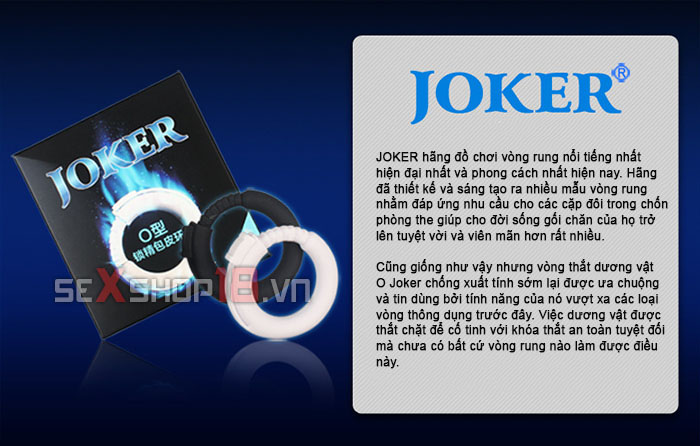 JOKER
O型
锁精包皮环
seXshop18.vn
JOKER®
JOKER hãng đồ chơi vòng rung nổi tiếng nhất
hiện đại nhất và phong cách nhất hiện nay. Hãng
đã thiết kế và sáng tạo ra nhiều mẫu vòng rung
nhằm đáp ứng nhu cầu cho các cặp đôi trong chốn
phòng the giúp cho đời sống gối chăn của họ trở
lên tuyệt vời và viên mãn hơn rất nhiều.
Cũng giống như vậy nhưng vòng thắt dương vật
O Joker chống xuất tính sớm lại được ưa chuộng
và tin dùng bởi tính năng của nó vượt xa các loại
vòng thông dụng trước đây. Việc dương vật được
thắt chặt để cố tinh với khóa thắt an toàn tuyệt đối
mà chưa có bất cứ vòng rung nào làm được điều
này.